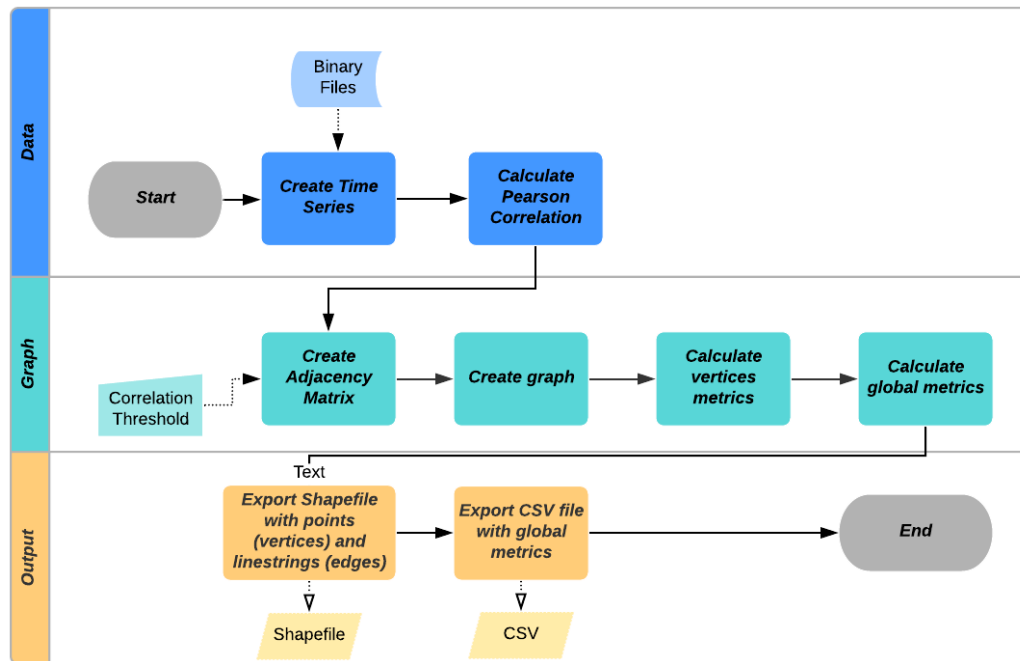 Data
Binary
Files
Start
Create Time
Series
Calculate
Pearson
Correlation
Graph
Correlation
Threshold
Create
Adjacency
Matrix
Create graph
Calculate
vertices
metrics
Calculate
global metrics
Output
Text
Export Shapefile
with points
(vertices) and
linestrings (edges)
Export CSV file
with global
metrics
End
Shapefile
CSV